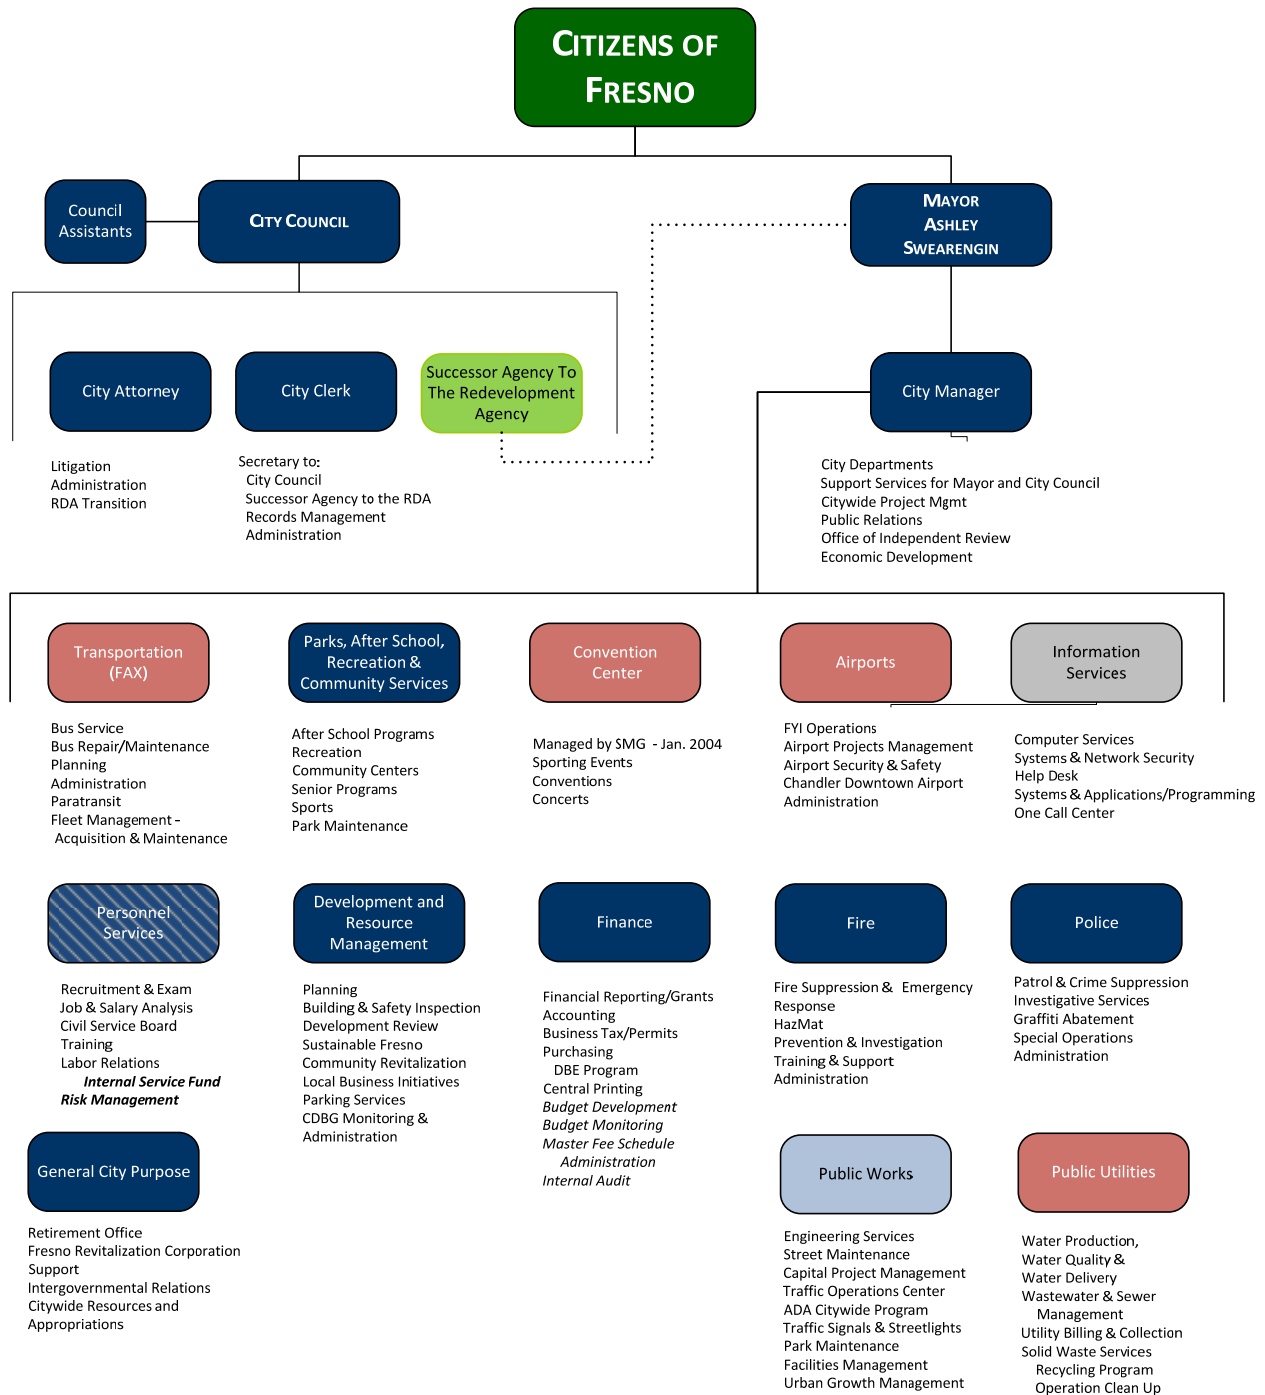 CITIZENS OF
FRESNO
Council
Assistants
CITY COUNCIL
MAYOR
ASHLEY
SWEARENGIN
City Attorney
City Clerk
Successor Agency To
The Redevelopment
Agency
City Manager
Litigation
Administration
RDA Transition
Secretary to:
City Council
Successor Agency to the RDA
Records Management
Administration
City Departments
Support Services for Mayor and City Council
Citywide Project Mgmt
Public Relations
Office of Independent Review
Economic Development
Transportation
(FAX)
Parks, After School,
Recreation &
Community Services
Convention
Center
Airports
Information
Services
Bus Service
Bus Repair/Maintenance
Planning
Administration
Paratransit
Fleet Management -
Acquisition & Maintenance
After School Programs
Recreation
Community Centers
Senior Programs
Sports
Park Maintenance
Managed by SMG - Jan. 2004
Sporting Events
Conventions
Concerts
FYI Operations
Airport Projects Management
Airport Security & Safety
Chandler Downtown Airport
Administration
Computer Services
Systems & Network Security
Help Desk
Systems & Applications/Programming
One Call Center
Personnel
Services
Development and
Resource
Management
Finance
Fire
Police
Recruitment & Exam
Job & Salary Analysis
Civil Service Board
Training
Labor Relations
Internal Service Fund
Risk Management
Planning
Building & Safety Inspection
Development Review
Sustainable Fresno
Community Revitalization
Local Business Initiatives
Parking Services
CDBG Monitoring &
Administration
Financial Reporting/Grants
Accounting
Business Tax/Permits
Purchasing
DBE Program
Central Printing
Budget Development
Budget Monitoring
Master Fee Schedule
Administration
Internal Audit
Fire Suppression & Emergency
Response
HazMat
Prevention & Investigation
Training & Support
Administration
Patrol & Crime Suppression
Investigative Services
Graffiti Abatement
Special Operations
Administration
General City Purpose
Public Works
Public Utilities
Retirement Office
Fresno Revitalization Corporation
Support
Intergovernmental Relations
Citywide Resources and
Appropriations
Engineering Services
Street Maintenance
Capital Project Management
Traffic Operations Center
ADA Citywide Program
Traffic Signals & Streetlights
Park Maintenance
Facilities Management
Urban Growth Management
Water Production,
Water Quality &
Water Delivery
Wastewater & Sewer
Management
Utility Billing & Collection
Solid Waste Services
Recycling Program
Operation Clean Up